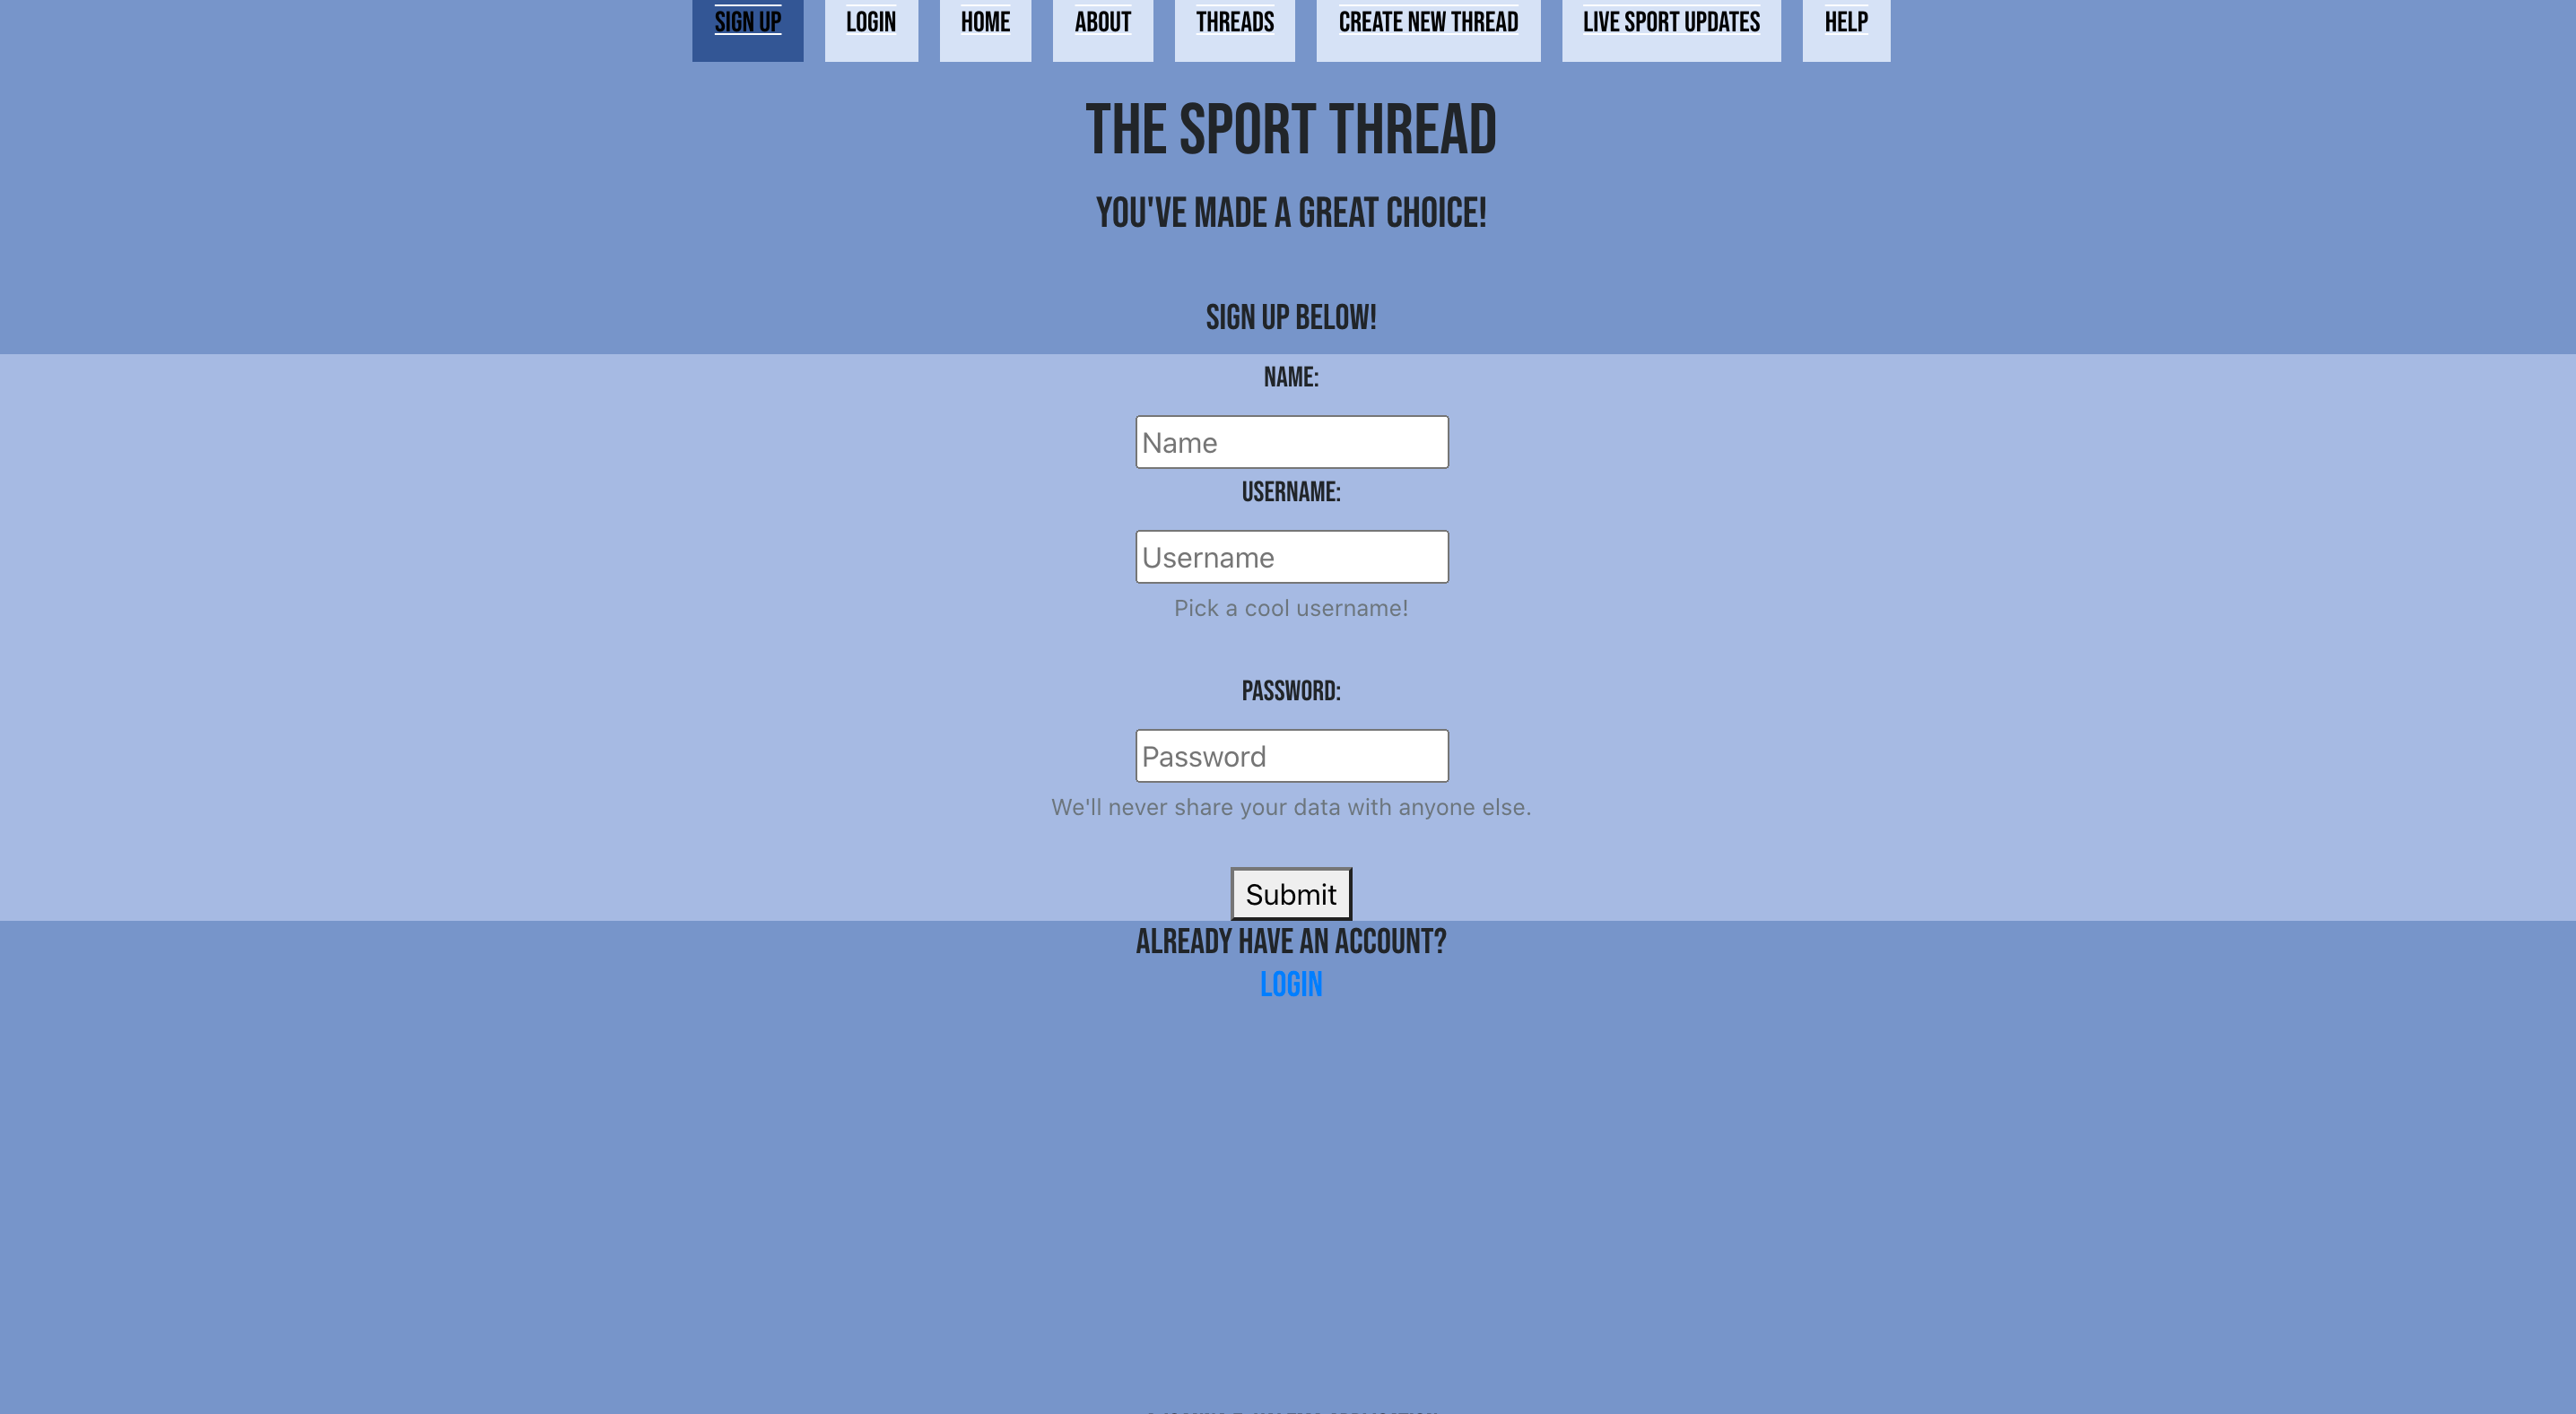 SIGN UP LOGIN HOME ABOUT THREADS CREATE NEW THREAD LIVE SPORT UPDATES HELP
THE SPORT THREAD
YOU'VE MADE A GREAT CHOICE!
SIGN UP BELOW!
NAME:
Name
USERNAME:
Username
Pick a cool username!
PASSWORD:
Password
We'll never share your data with anyone else.
Submit
ALREADY HAVE AN ACCOUNT?
LOGIN